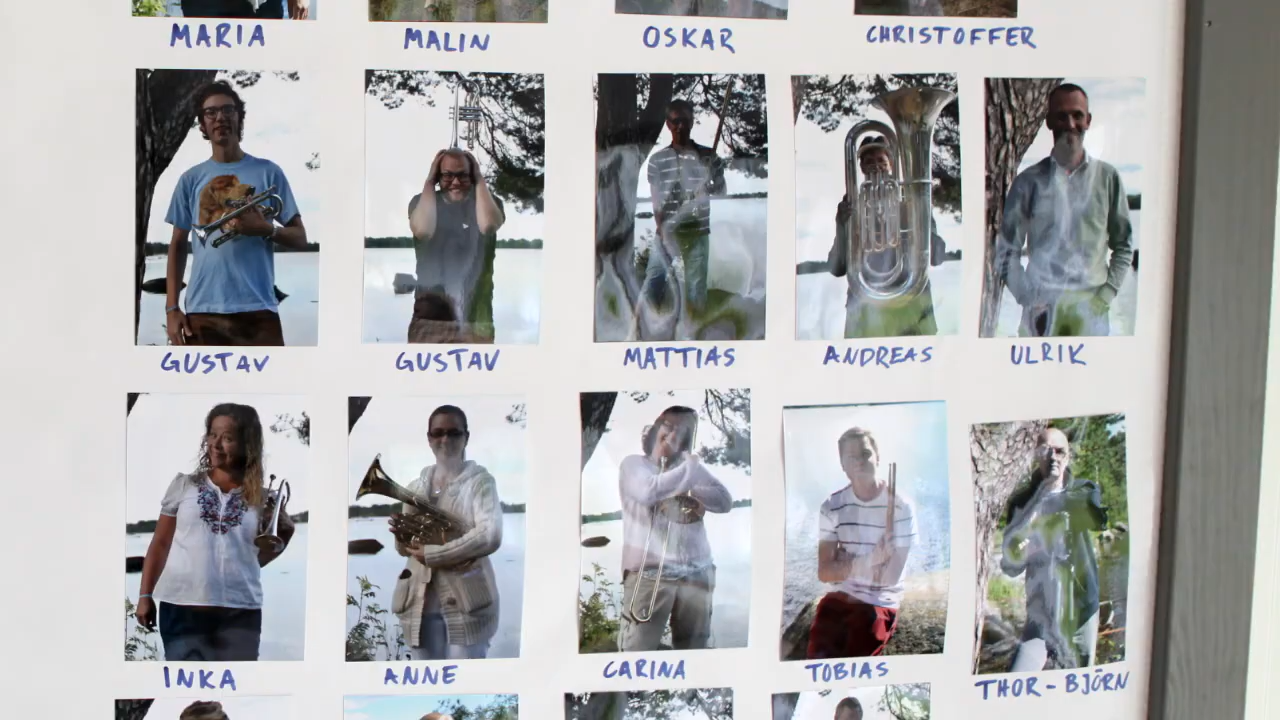 MARIA MALIN OSKAR CHRISTOFFER
GUSTAV GUSTAV MATTIAS ANDREAS ULRIK
INKA ANNE CARINA TOBIAS THOR-BJÖRN